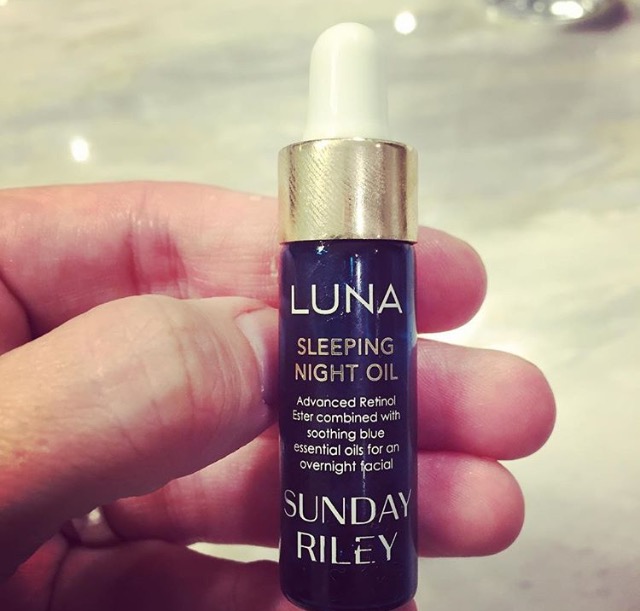 LUNA
SLEEPING
NIGHT OIL
Advanced Retinol
Ester combined with
soothing blue
essential oils for an
overnight facial
SUNDAY
RILEY